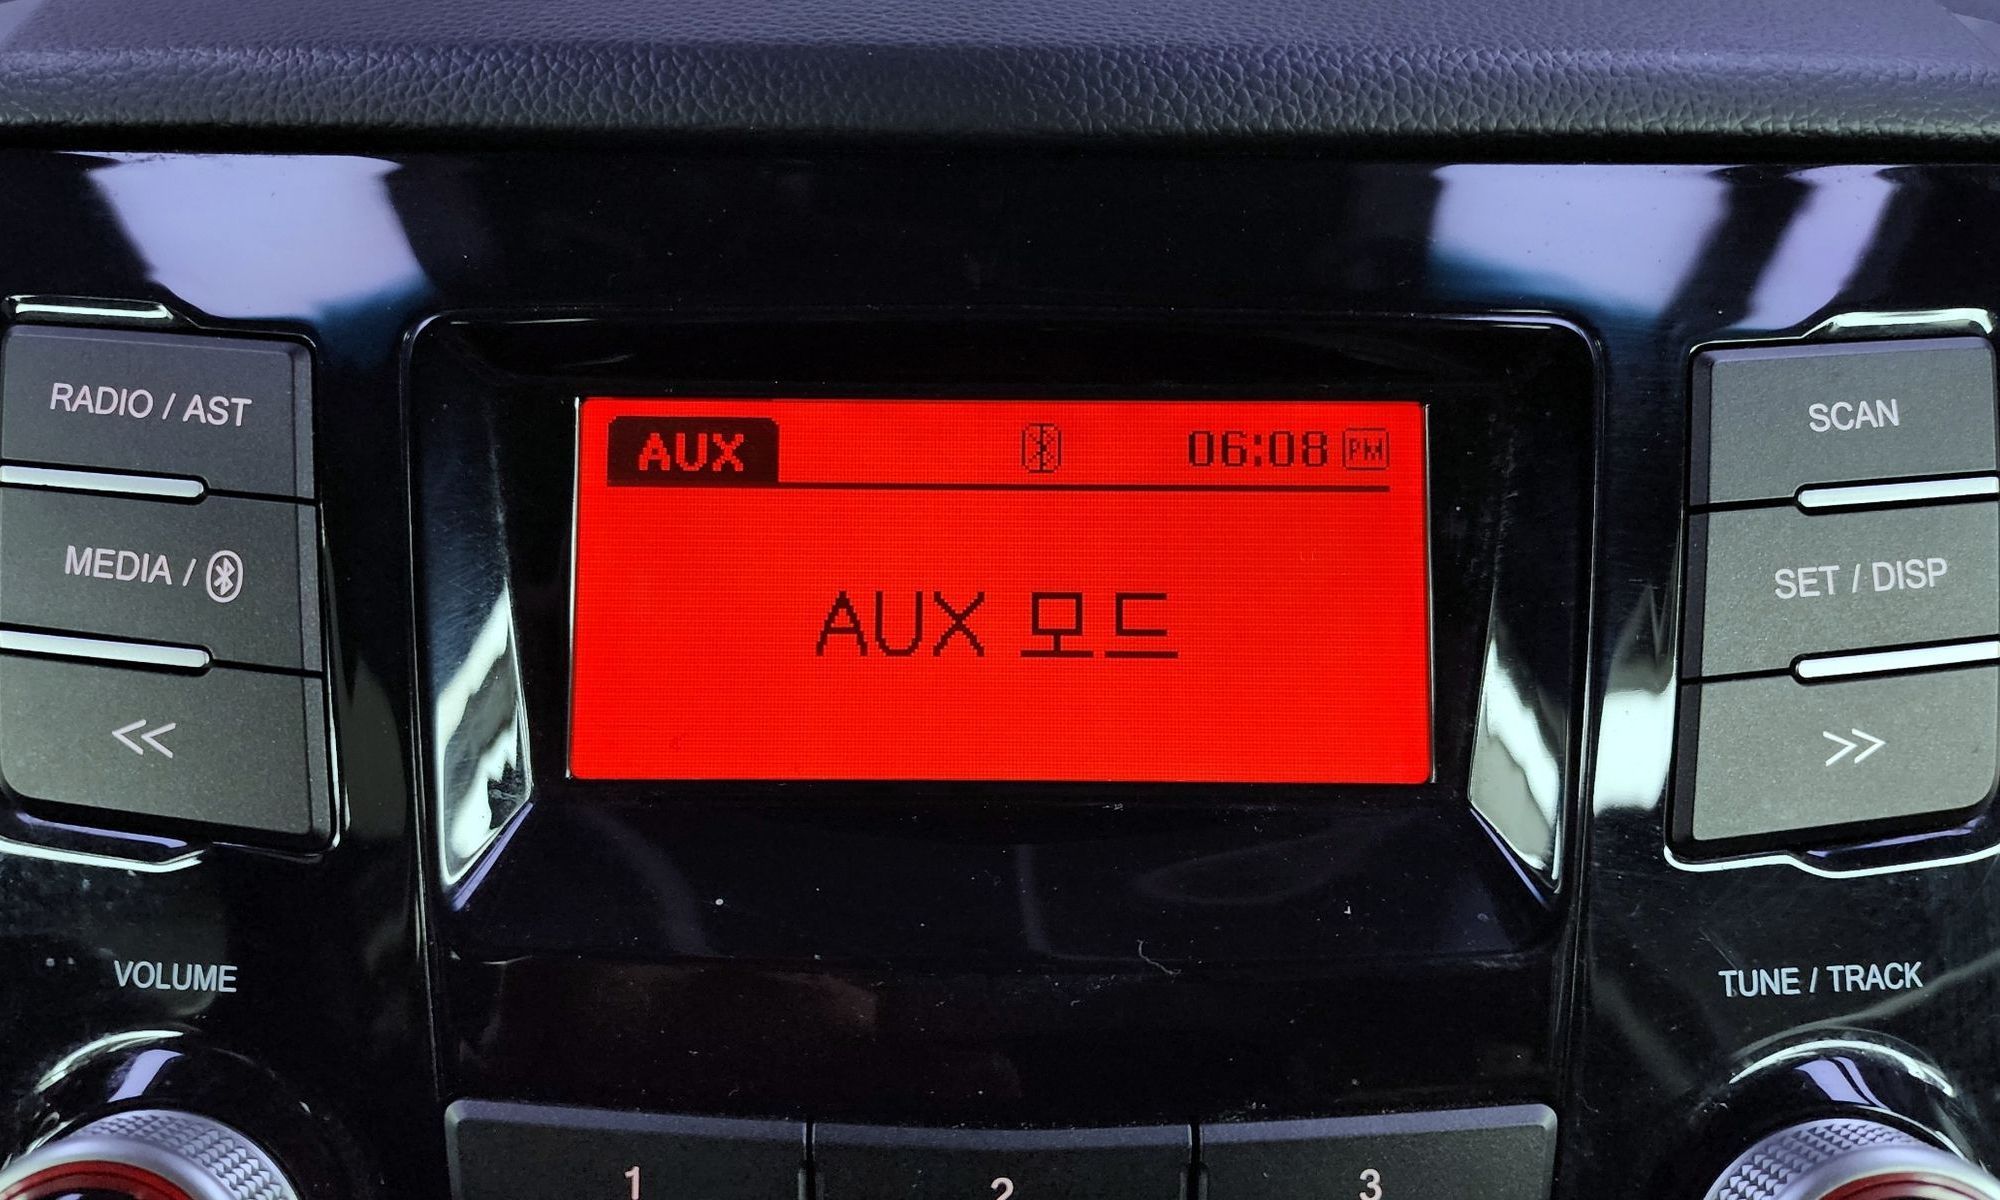 RADIO / AST
MEDIA /
<<
VOLUME
AUX
06:08 PM
AUX 모드
SCAN
SET / DISP
>>
TUNE / TRACK
1
2
3